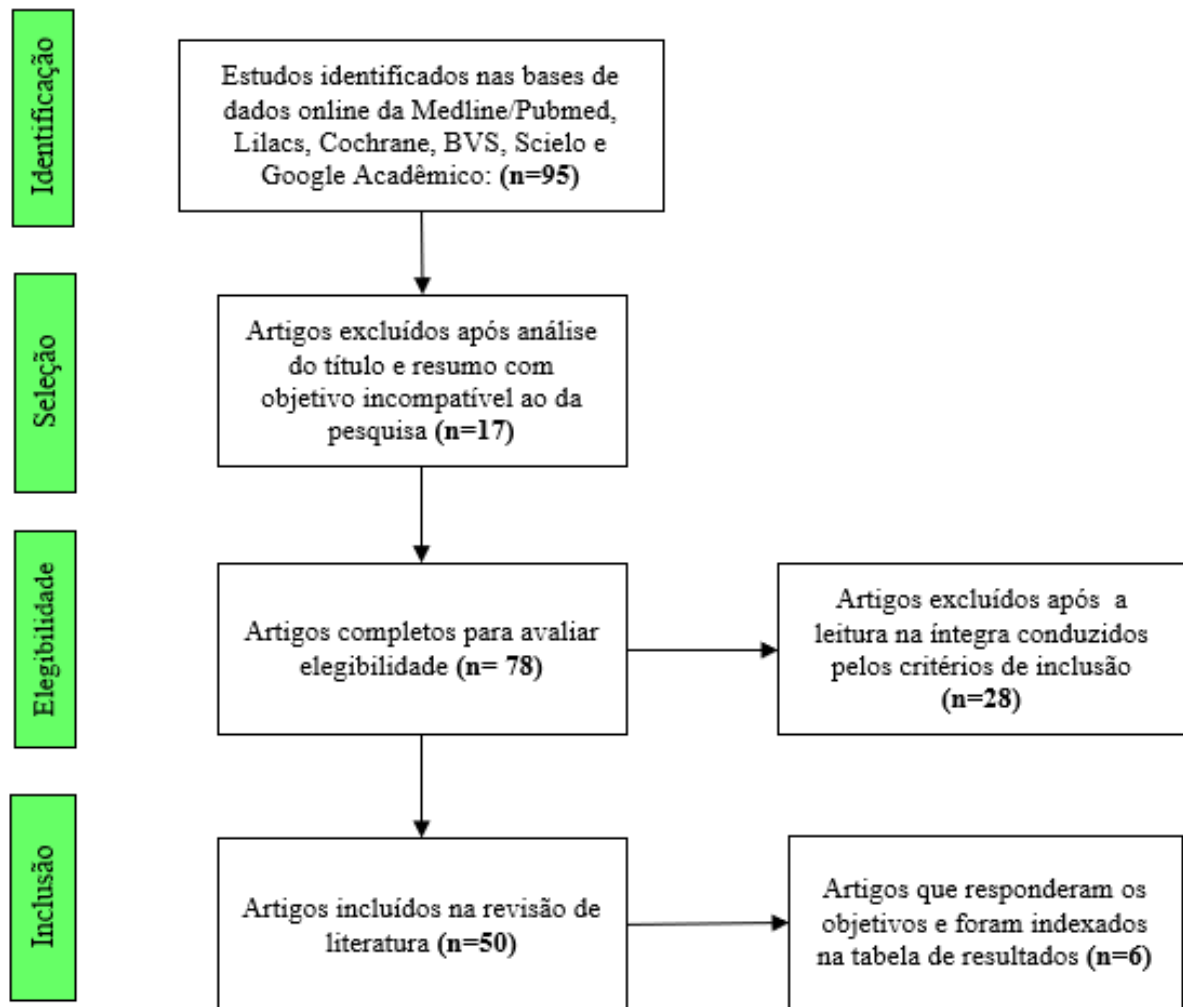 Identificação
Estudos identificados nas bases de
dados online da Medline/Pubmed,
Lilacs, Cochrane, BVS, Scielo e
Google Acadêmico: (n=95)
Seleção
Artigos excluídos após análise
do título e resumo com
objetivo incompatível ao da
pesquisa (n=17)
Elegibilidade
Artigos completos para avaliar
elegibilidade (n= 78)
Artigos excluídos após a
leitura na íntegra conduzidos
pelos critérios de inclusão
(n=28)
Inclusão
Artigos incluídos na revisão de
literatura (n=50)
Artigos que responderam os
objetivos e foram indexados
na tabela de resultados (n=6)